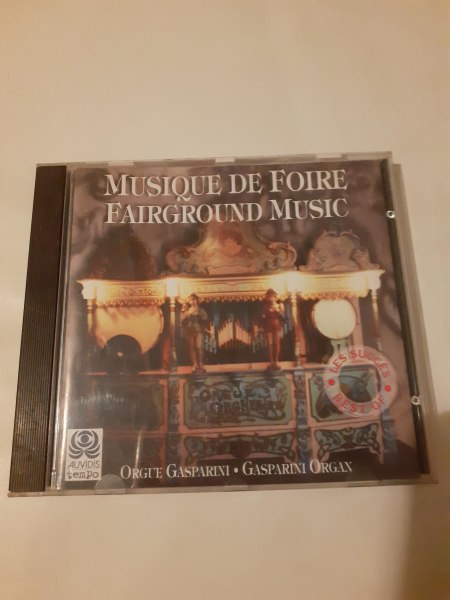 MUSIQUE DE FOIRE
FAIRGROUND MUSIC
LES SUCCÈS
BEST OF
AUVIDIS
tempo
ORGUE GASPARINI • GASPARINI ORGAN